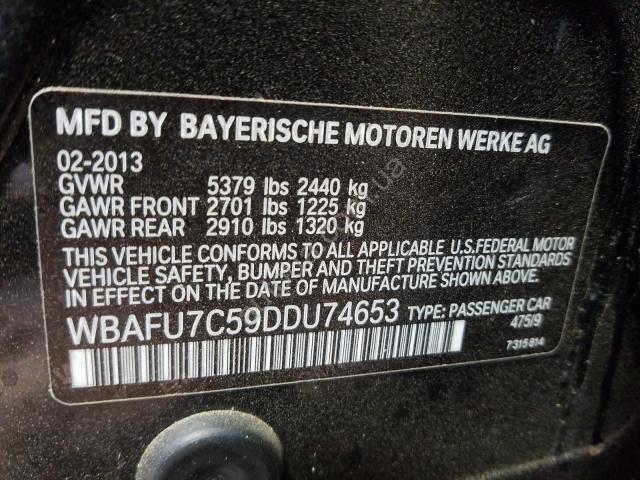 MFD BY BAYERISCHE MOTOREN WERKE AG
02-2013
GVWR 5379 lbs 2440 kg
GAWR FRONT 2701 lbs 1225 kg
GAWR REAR 2910 lbs 1320 kg
THIS VEHICLE CONFORMS TO ALL APPLICABLE U.S.FEDERAL MOTOR
VEHICLE SAFETY, BUMPER AND THEFT PREVENTION STANDARDS
IN EFFECT ON THE DATE OF MANUFACTURE SHOWN ABOVE.
WBAFU7C59DDU74653 TYPE: PASSENGER CAR
475/9
7315814